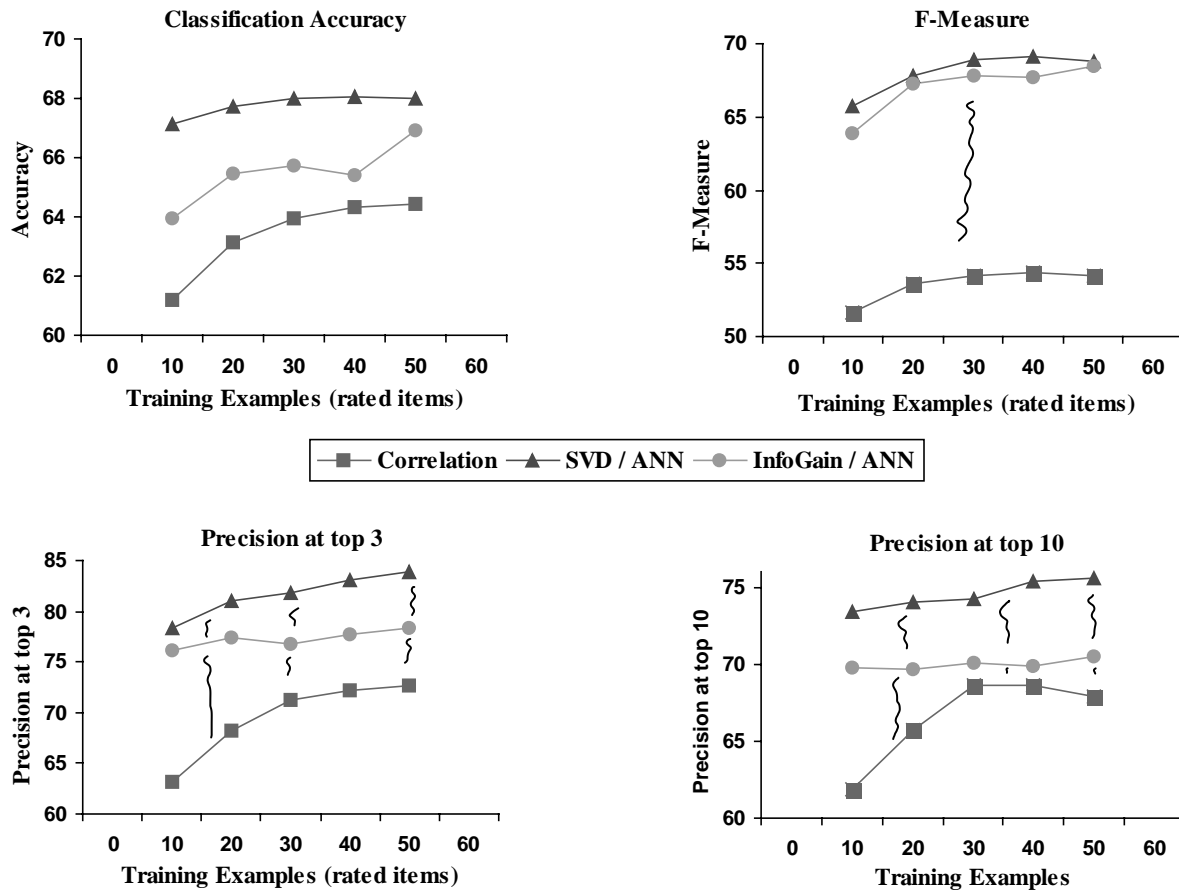 Classification Accuracy
70
68
66
64
62
60
Accuracy
0 10 20 30 40 50 60
Training Examples (rated items)
F-Measure
70
65
60
55
50
F-Measure
0 10 20 30 40 50 60
Training Examples (rated items)
Correlation SVD / ANN InfoGain / ANN
Precision at top 3
85
80
75
70
65
60
Precision at top 3
0 10 20 30 40 50 60
Training Examples (rated items)
Precision at top 10
75
70
65
60
Precision at top 10
0 10 20 30 40 50 60
Training Examples